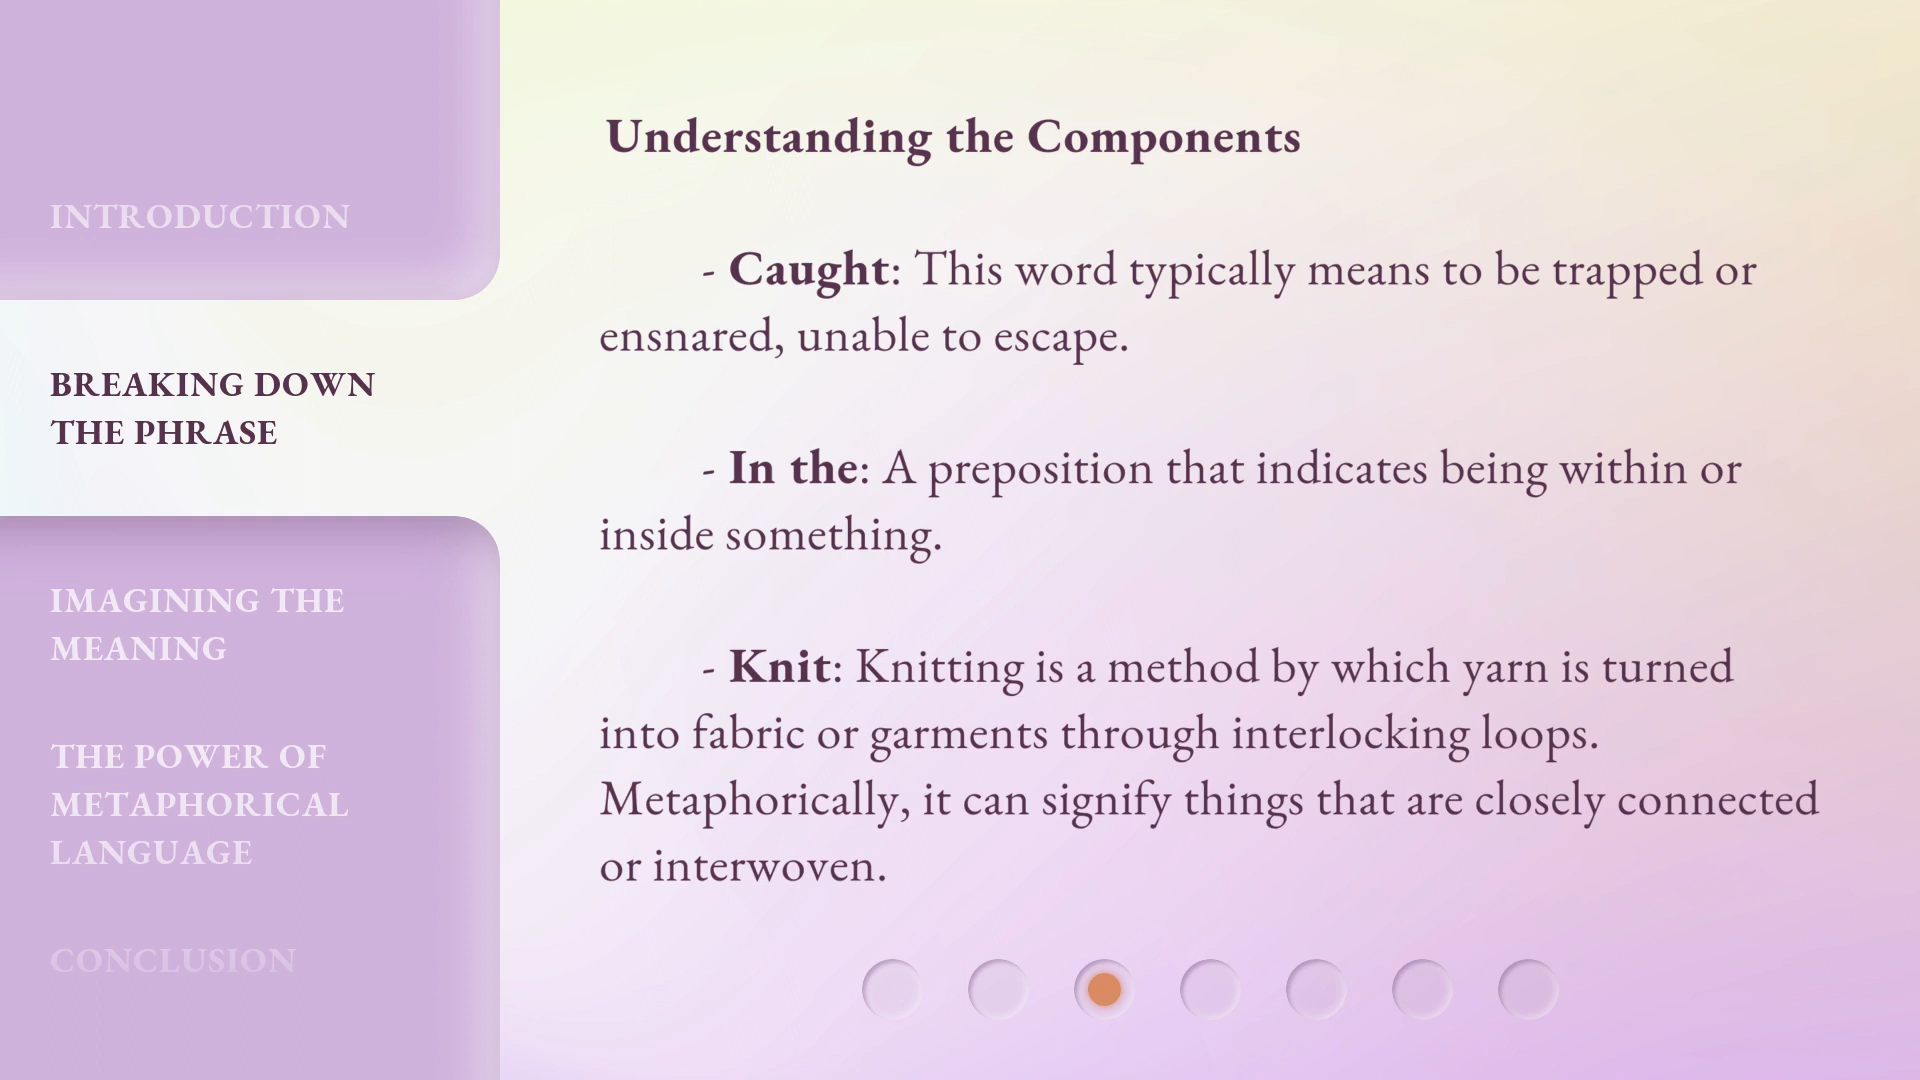 INTRODUCTION
BREAKING DOWN
THE PHRASE
IMAGINING THE
MEANING
THE POWER OF
METAPHORICAL
LANGUAGE
CONCLUSION
Understanding the Components
- Caught: This word typically means to be trapped or
ensnared, unable to escape.
- In the: A preposition that indicates being within or
inside something.
- Knit: Knitting is a method by which yarn is turned
into fabric or garments through interlocking loops.
Metaphorically, it can signify things that are closely connected
or interwoven.